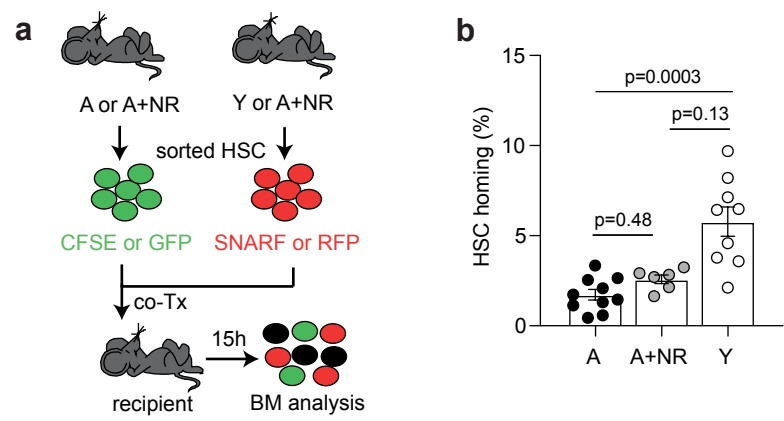 a
A or A+NR
Y or A+NR
sorted HSC
CFSE or GFP
SNARF or RFP
co-Tx
15h
recipient
BM analysis
b
HSC homing (%)
15
10
5
0
p=0.0003
p=0.13
p=0.48
A
A+NR
Y